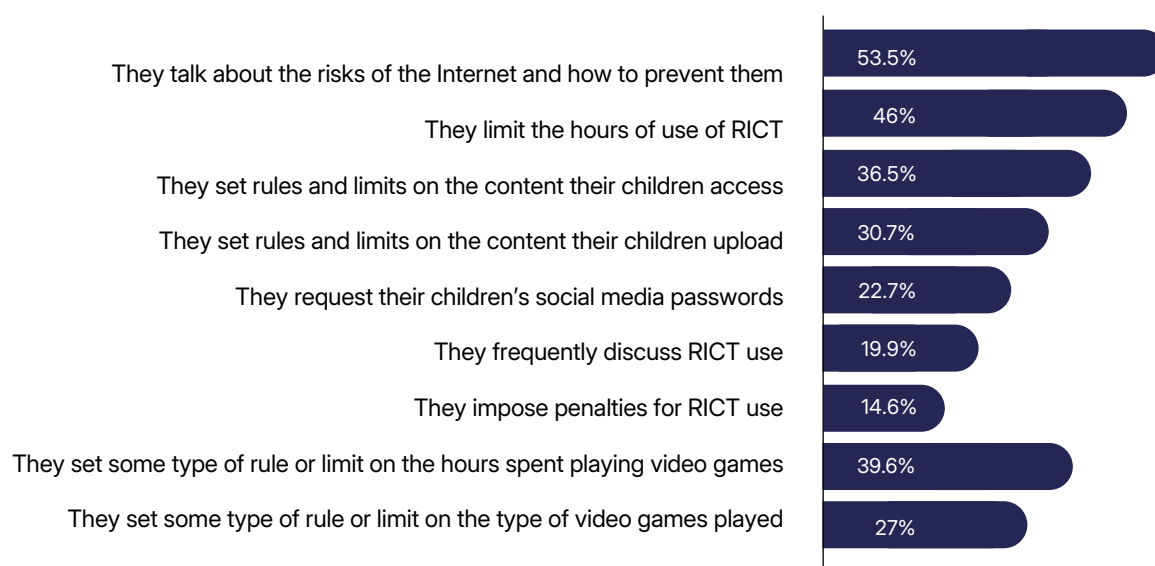 They talk about the risks of the Internet and how to prevent them
53.5%
They limit the hours of use of RICT
46%
They set rules and limits on the content their children access
36.5%
They set rules and limits on the content their children upload
30.7%
They request their children’s social media passwords
22.7%
They frequently discuss RICT use
19.9%
They impose penalties for RICT use
14.6%
They set some type of rule or limit on the hours spent playing video games
39.6%
They set some type of rule or limit on the type of video games played
27%